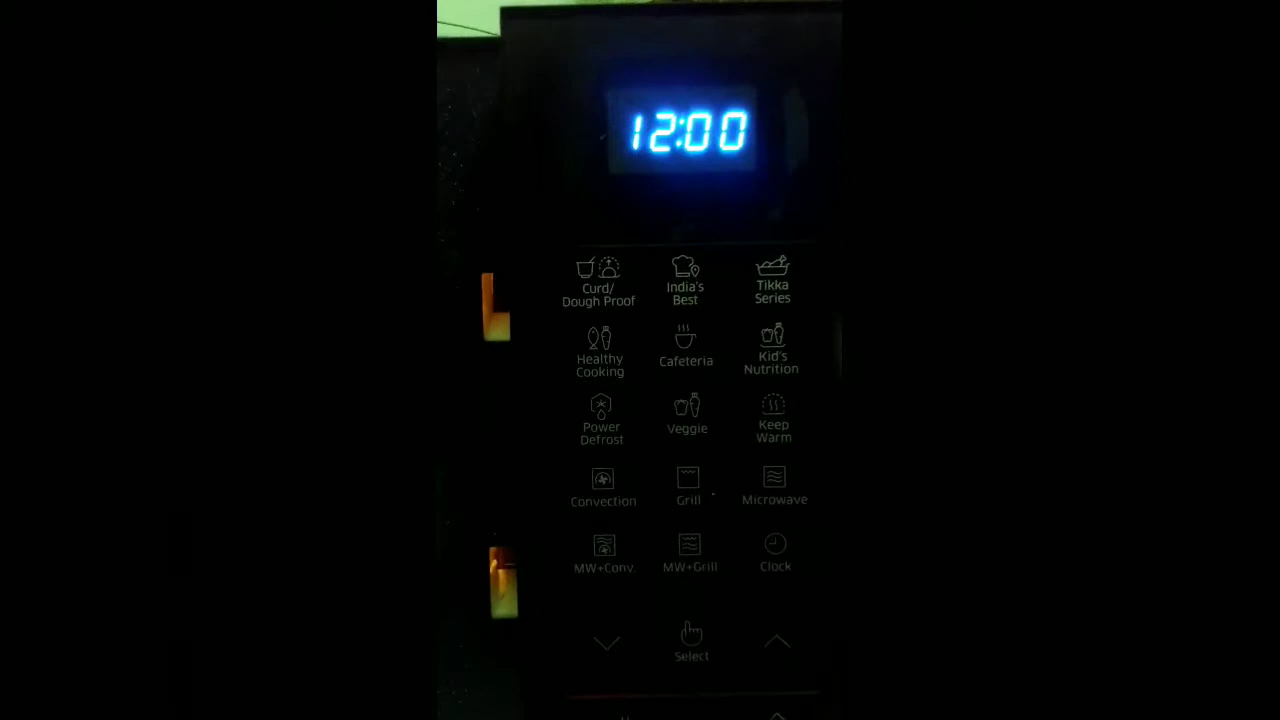 12:00
Curd/
Dough Proof
India's
Best
Tikka
Series
Healthy
Cooking
Cafeteria
Kid's
Nutrition
Power
Defrost
Veggie
Keep
Warm
Convection
Grill
Microwave
MW+Conv.
MW+Grill
Clock
Select